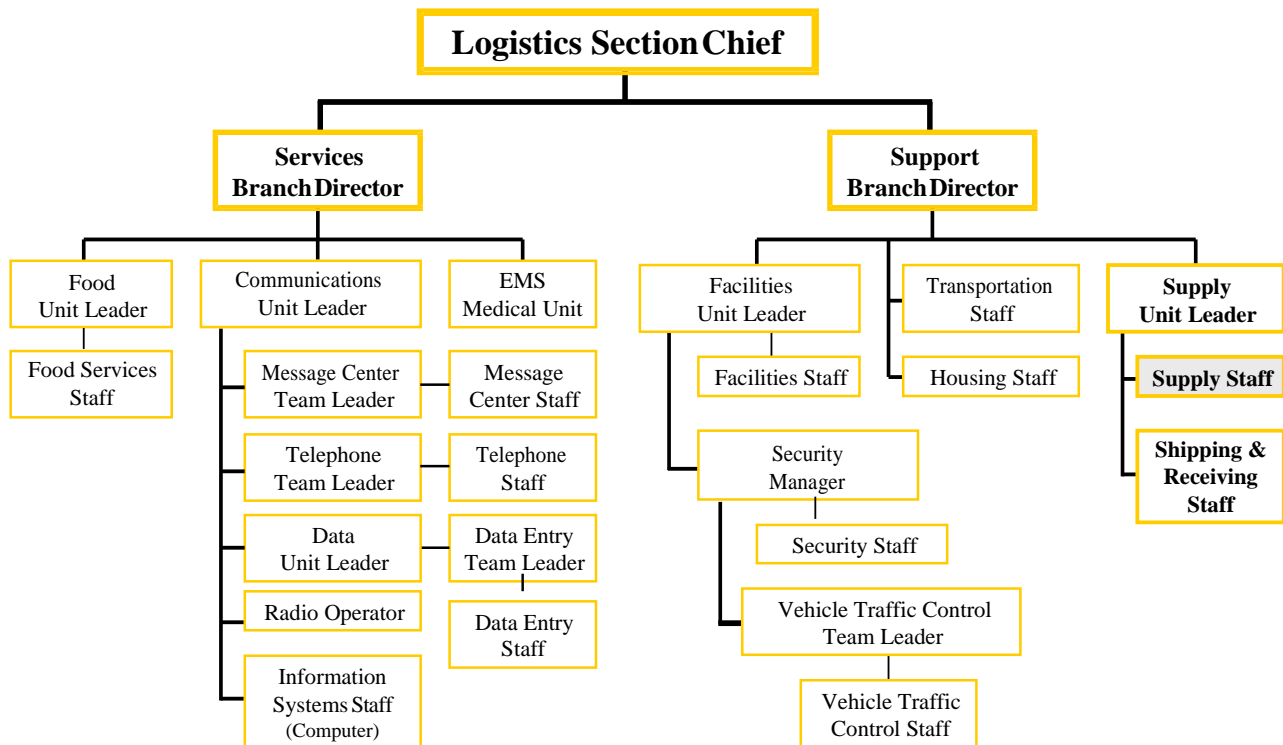 Logistics Section Chief
Services
Branch Director
Support
Branch Director
Food
Unit Leader
Communications
Unit Leader
EMS
Medical Unit
Facilities
Unit Leader
Transportation
Staff
Supply
Unit Leader
Food Services
Staff
Message Center
Team Leader
Message
Center Staff
Facilities Staff
Housing Staff
Supply Staff
Telephone
Team Leader
Telephone
Staff
Security
Manager
Shipping &
Receiving
Staff
Data
Unit Leader
Data Entry
Team Leader
Security Staff
Radio Operator
Data Entry
Staff
Vehicle Traffic Control
Team Leader
Information
Systems Staff
(Computer)
Vehicle Traffic
Control Staff